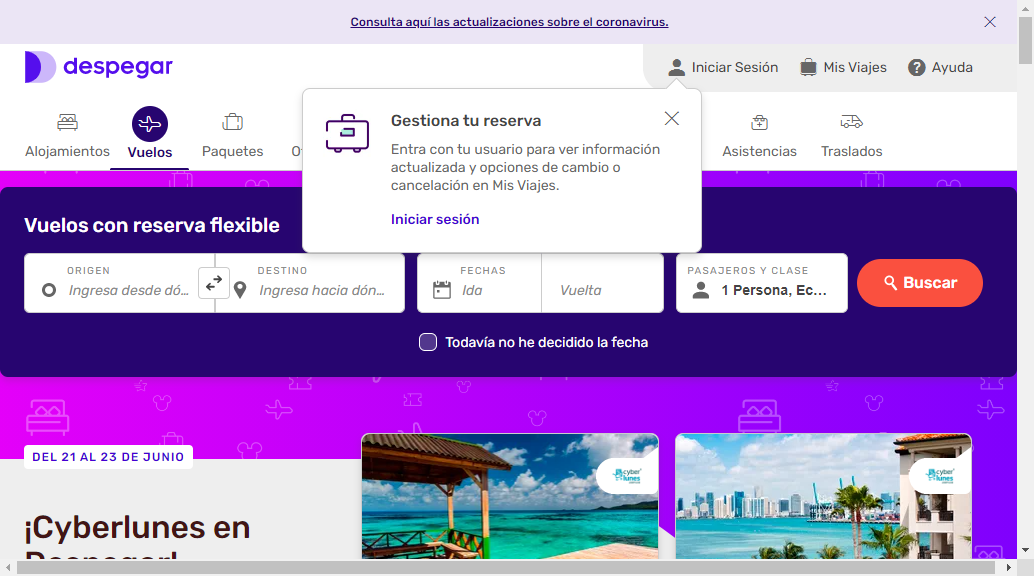 Consulta aquí las actualizaciones sobre el coronavirus.
despegar
Iniciar Sesión
Mis Viajes
Ayuda
Alojamientos
Vuelos
Paquetes
Asistencias
Traslados
Gestiona tu reserva
Entra con tu usuario para ver información
actualizada y opciones de cambio o
cancelación en Mis Viajes.
Iniciar sesión
Vuelos con reserva flexible
ORIGEN
Ingresa desde dó...
DESTINO
Ingresa hacia dón...
FECHAS
Ida
Vuelta
PASAJEROS Y CLASE
1 Persona, Ec...
Buscar
Todavía no he decidido la fecha
DEL 21 AL 23 DE JUNIO
¡Cyberlunes en
Despegar!
cyber
lunes
cyber
lunes